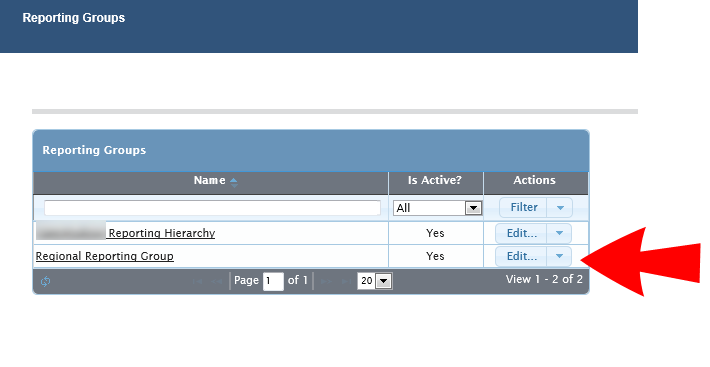 Reporting Groups
Reporting Groups
Name Is Active? Actions
All Filter
Reporting Hierarchy Yes Edit...
Regional Reporting Group Yes Edit...
Page 1 of 1 20 View 1 - 2 of 2